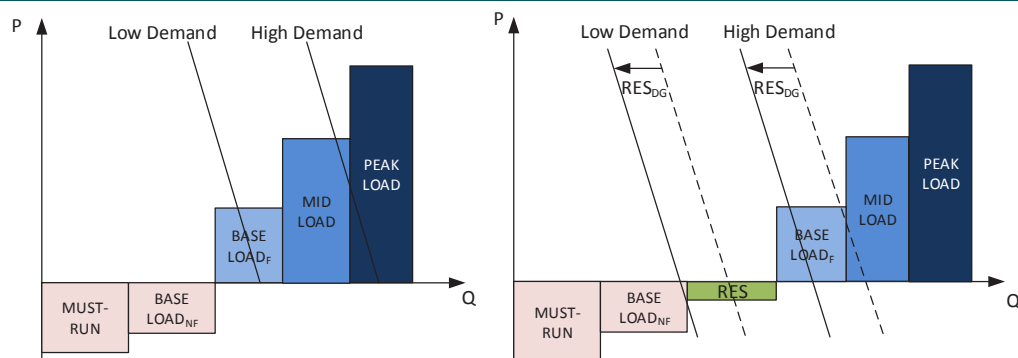 P
Low Demand
High Demand
PEAK
LOAD
MID
LOAD
BASE
LOADF
Q
MUST-
RUN
BASE
LOADNF
P
Low Demand
High Demand
RESDG
RESDG
PEAK
LOAD
MID
LOAD
BASE
LOADF
RES
Q
MUST-
RUN
BASE
LOADNF